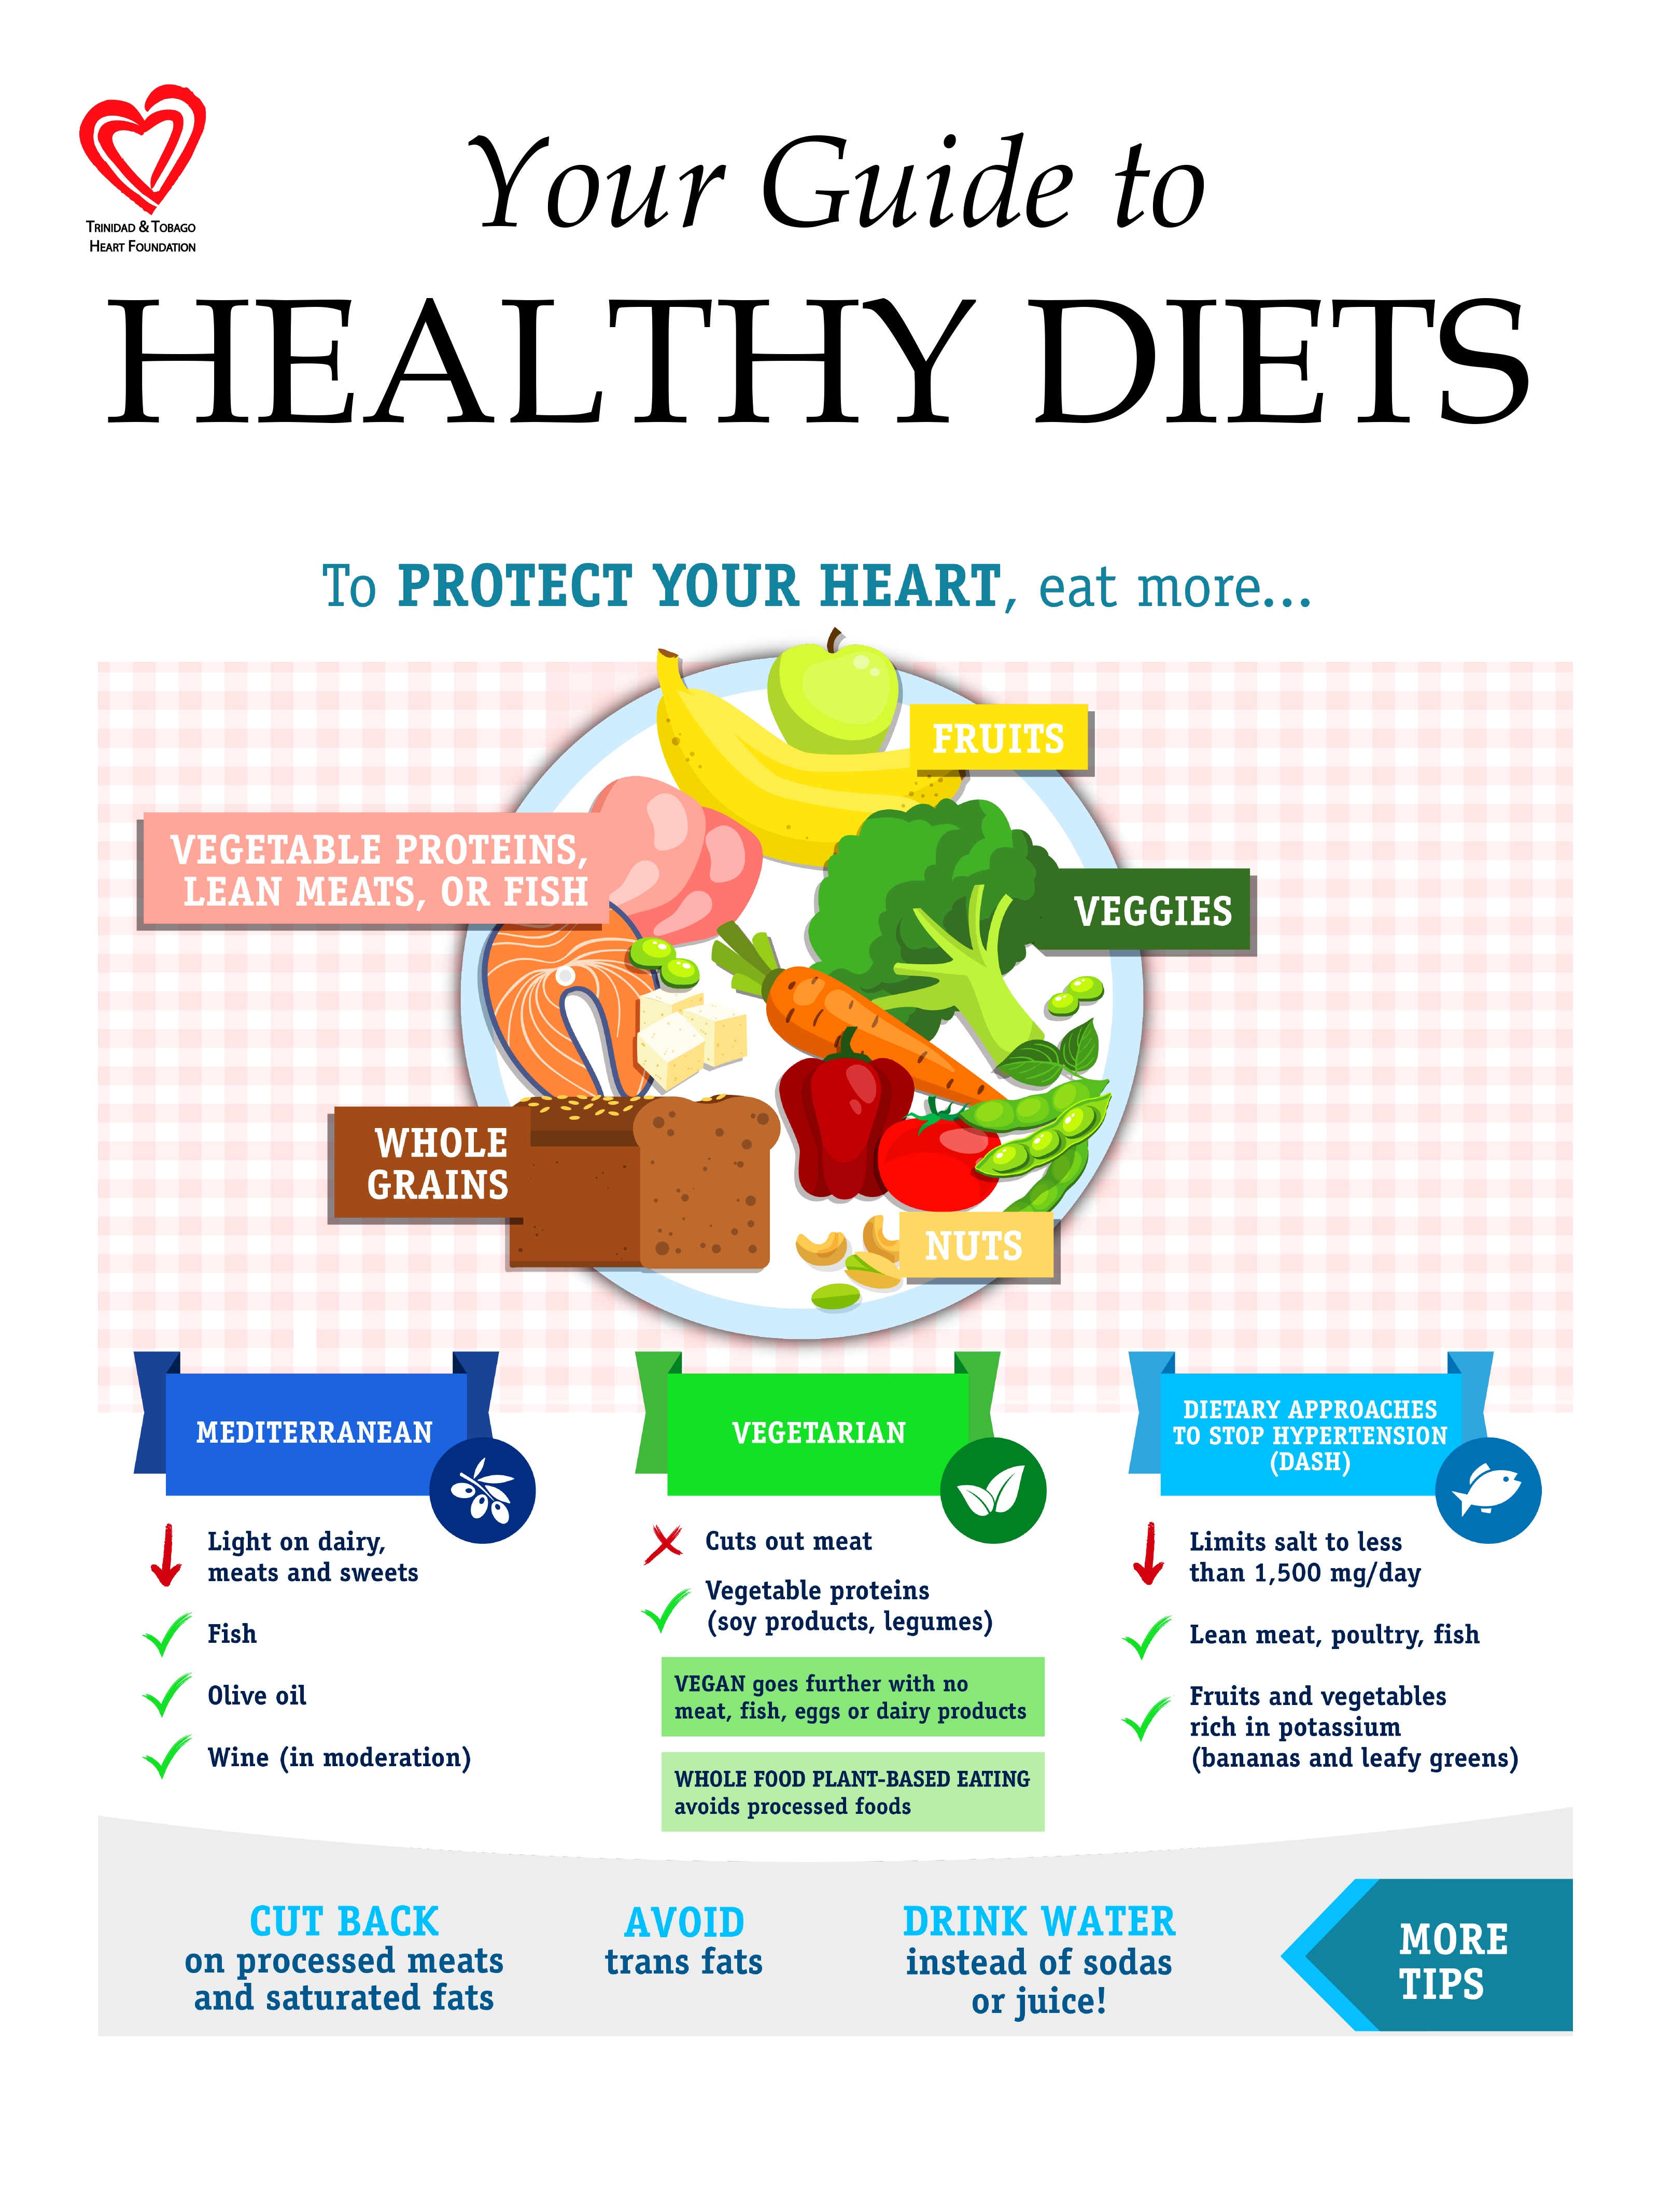 TRINIDAD & TOBAGO
HEART FOUNDATION
Your Guide to
HEALTHY DIETS
To PROTECT YOUR HEART, eat more...
FRUITS
VEGETABLE PROTEINS,
LEAN MEATS, OR FISH
VEGGIES
WHOLE
GRAINS
NUTS
MEDITERRANEAN
Light on dairy,
meats and sweets
Fish
Olive oil
Wine (in moderation)
VEGETARIAN
Cuts out meat
Vegetable proteins
(soy products, legumes)
VEGAN goes further with no
meat, fish, eggs or dairy products
WHOLE FOOD PLANT-BASED EATING
avoids processed foods
DIETARY APPROACHES
TO STOP HYPERTENSION
(DASH)
Limits salt to less
than 1,500 mg/day
Lean meat, poultry, fish
Fruits and vegetables
rich in potassium
(bananas and leafy greens)
CUT BACK
on processed meats
and saturated fats
AVOID
trans fats
DRINK WATER
instead of sodas
or juice!
MORE
TIPS